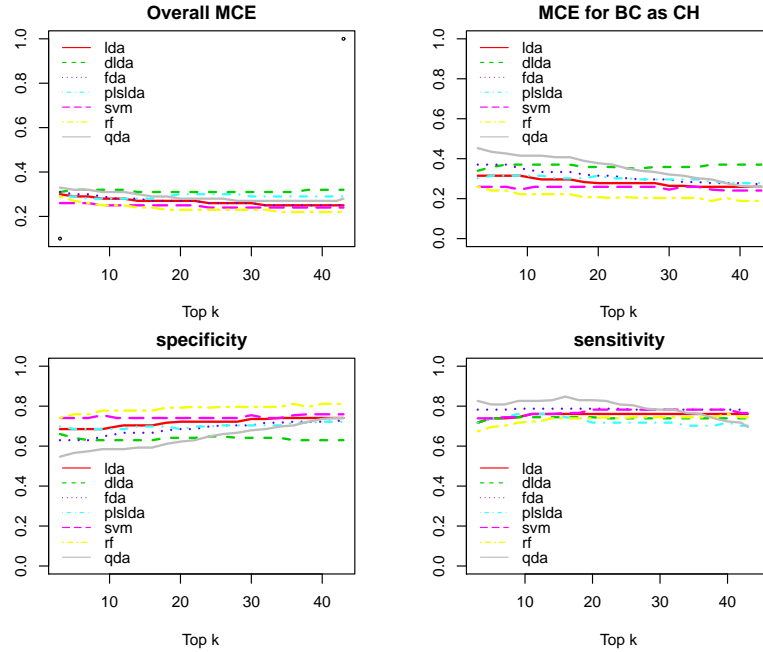 Overall MCE
1.0
0.8
0.6
0.4
0.2
lda
dlda
fda
plslda
svm
rf
qda
10 20 30 40
Top k
MCE for BC as CH
1.0
0.8
0.6
0.4
0.2
0.0
lda
dlda
fda
plslda
svm
rf
qda
10 20 30 40
Top k
specificity
1.0
0.8
0.6
0.4
0.2
0.0
lda
dlda
fda
plslda
svm
rf
qda
10 20 30 40
Top k
sensitivity
1.0
0.8
0.6
0.4
0.2
0.0
lda
dlda
fda
plslda
svm
rf
qda
10 20 30 40
Top k